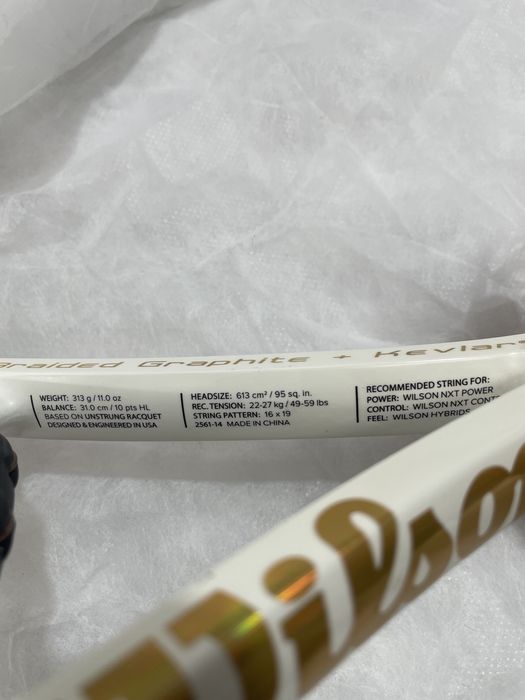 Braided Graphite + Kevlar
WEIGHT: 313 g / 11.0 oz
BALANCE: 31.0 cm / 10 pts HL
BASED ON UNSTRUNG RACQUET
DESIGNED & ENGINEERED IN USA
HEADSIZE: 613 cm² / 95 sq. in.
REC. TENSION: 22-27 kg / 49-59 lbs
STRING PATTERN: 16 x 19
2561-14 MADE IN CHINA
RECOMMENDED STRING FOR:
POWER: WILSON NXT POWER
CONTROL: WILSON NXT CONT
FEEL: WILSON HYBRIDS
Wilson